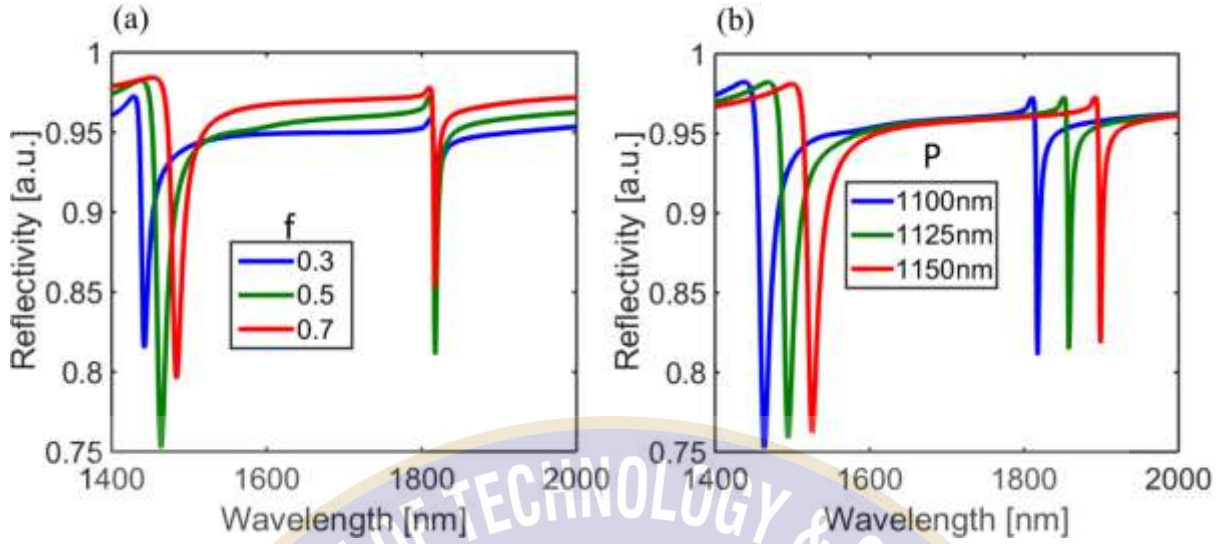 (a)
(b)
1
0.95
0.9
0.85
0.8
0.75
Reflectivity [a.u.]
f
0.3
0.5
0.7
1400
1600
1800
2000
Wavelength [nm]
1
0.95
0.9
0.85
0.8
0.75
Reflectivity [a.u.]
P
1100nm
1125nm
1150nm
1400
1600
1800
2000
Wavelength [nm]
OF TECHNOLOGY &